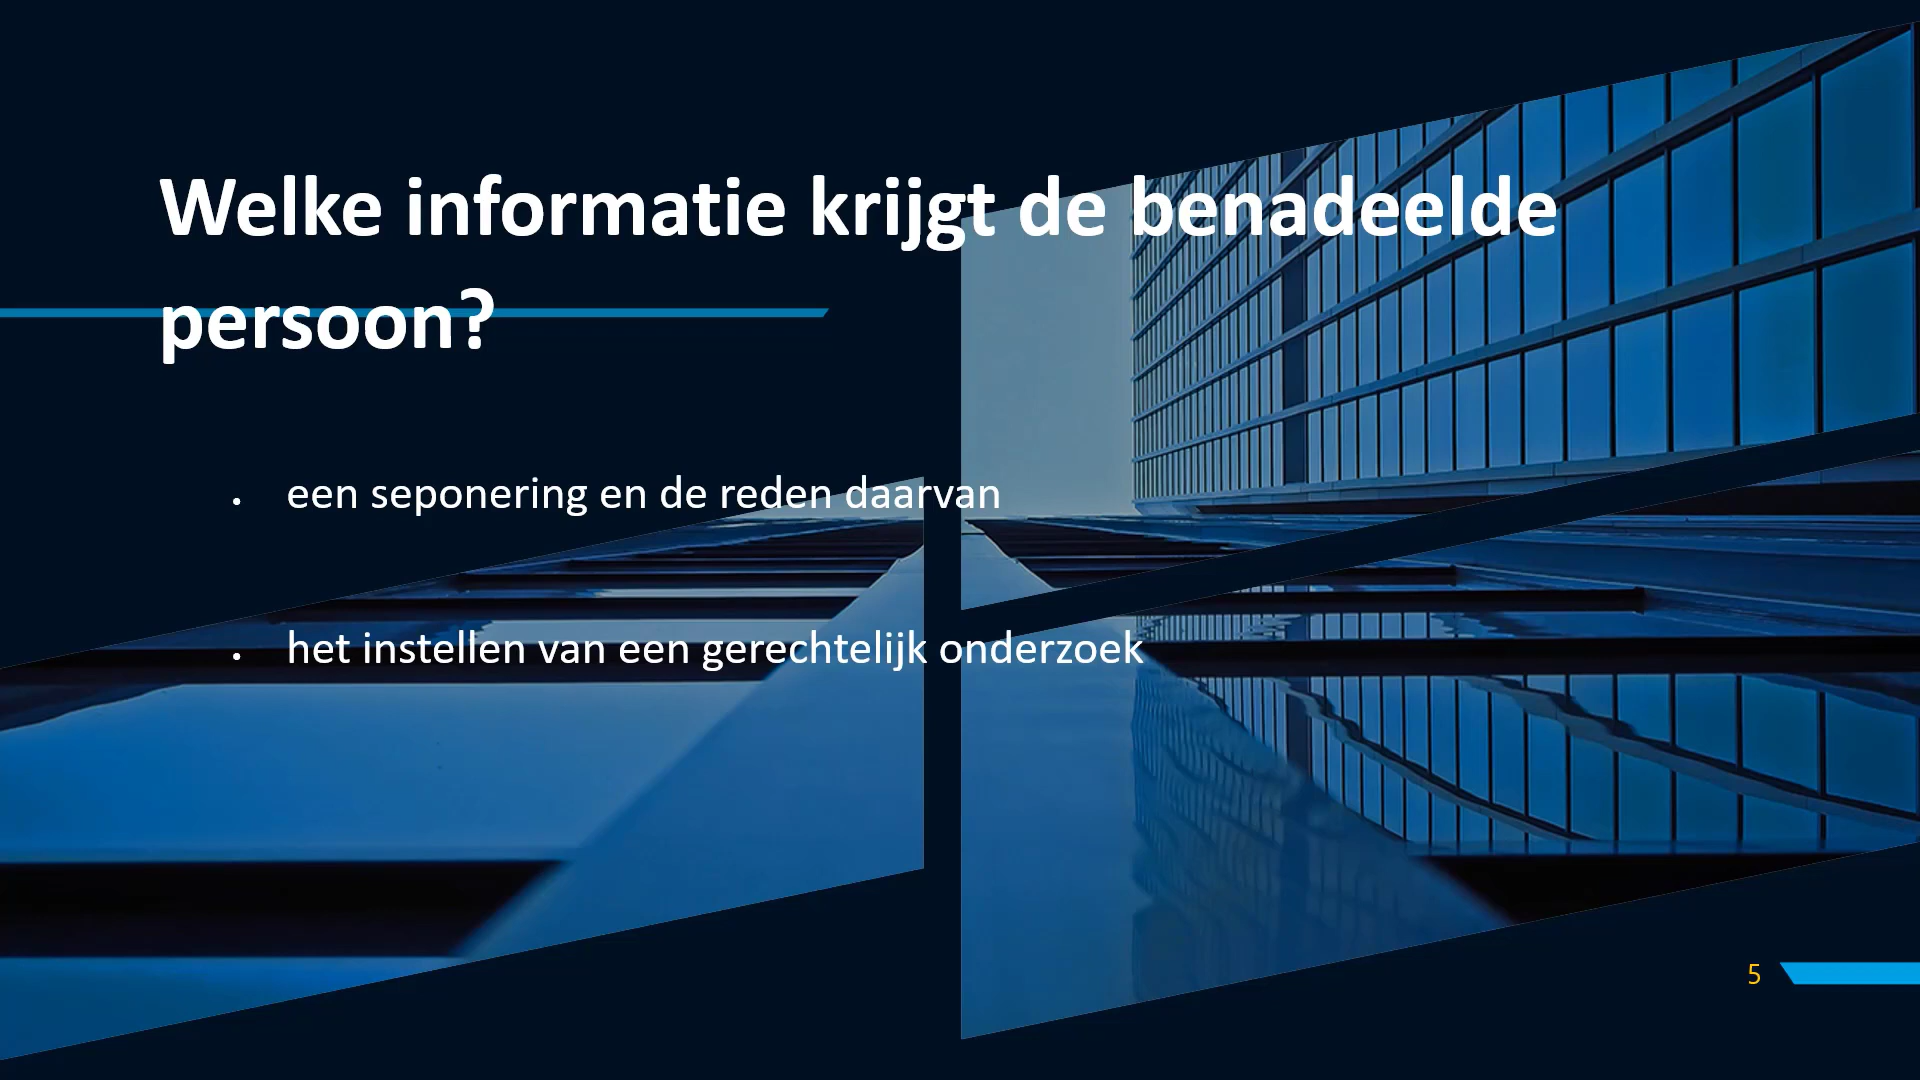 Welke informatie krijgt de benadeelde
persoon?
• een seponering en de reden daarvan
• het instellen van een gerechtelijk onderzoek
5